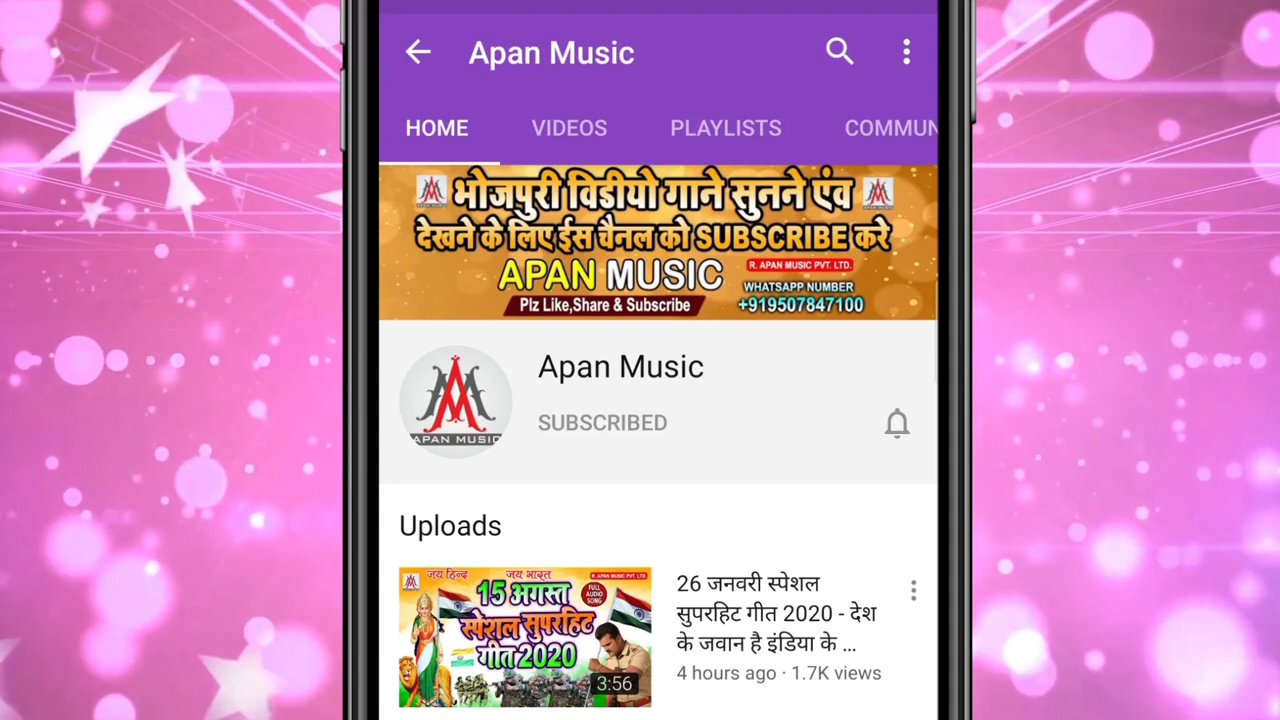 Apan Music
HOME VIDEOS PLAYLISTS COMMUN
भोजपुरी विडीयो गाने सुनने एंव
देखने के लिए ईस चैनल को SUBSCRIBE करे
APAN MUSIC
R. APAN MUSIC PVT. LTD.
WHATSAPP NUMBER
+919507847100
Plz Like,Share & Subscribe
Apan Music
SUBSCRIBED
APAN MUSIC
Uploads
जय हिन्द जय भारत
R. APAN MUSIC PVT. LTD
15 अगस्त
FULL
AUDIO
SONG
स्पेशल सुपरहिट
गीत 2020
3:56
26 जनवरी स्पेशल
सुपरहिट गीत 2020 - देश
के जवान है इंडिया के ...
4 hours ago · 1.7K views